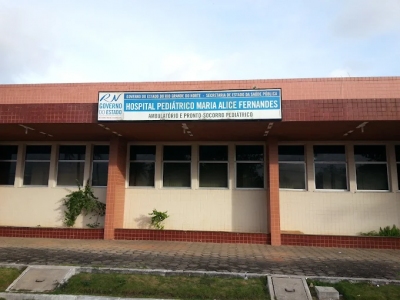 RN
GOVERNO
DO ESTADO
GOVERNO DO ESTADO DO RIO GRANDE DO NORTE - SECRETARIA DE ESTADO DA SAÚDE PÚBLICA
HOSPITAL PEDIÁTRICO MARIA ALICE FERNANDES
AMBULATÓRIO E PRONTO SOCORRO PEDIÁTRICO